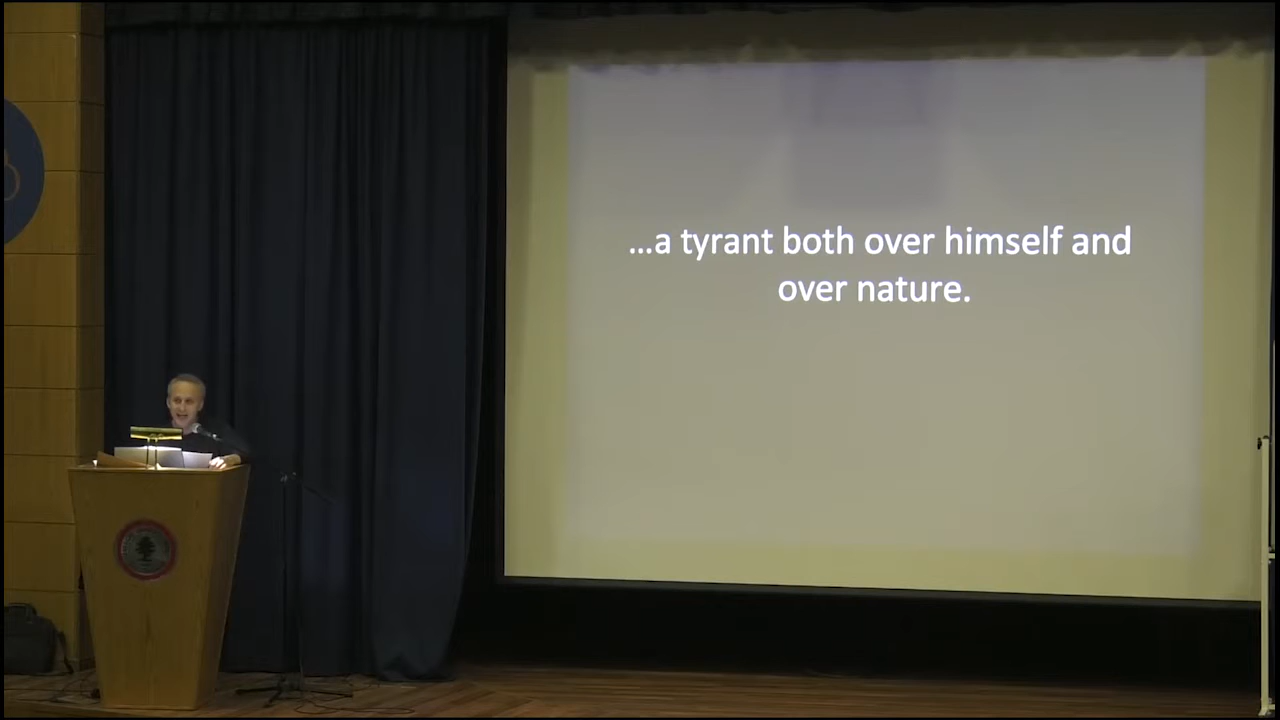 ...a tyrant both over himself and
over nature.